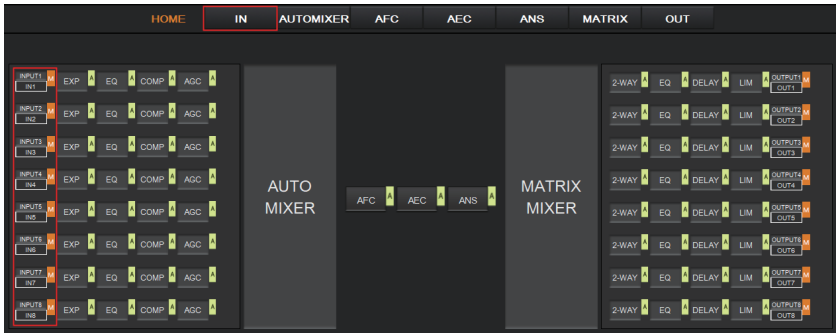 HOME IN AUTOMIXER AFC AEC ANS MATRIX OUT
INPUT1 M EXP A EQ A COMP A AGC A
IN1
INPUT2 M EXP A EQ A COMP A AGC A
IN2
INPUT3 M EXP A EQ A COMP A AGC A
IN3
INPUT4 M EXP A EQ A COMP A AGC A
IN4
INPUT5 M EXP A EQ A COMP A AGC A
IN5
INPUT6 M EXP A EQ A COMP A AGC A
IN6
INPUT7 M EXP A EQ A COMP A AGC A
IN7
INPUT8 M EXP A EQ A COMP A AGC A
IN8
AUTO
MIXER
AFC A AEC A ANS A
MATRIX
MIXER
2-WAY A EQ A DELAY A LIM A OUTPUT1 M
OUT1
2-WAY A EQ A DELAY A LIM A OUTPUT2 M
OUT2
2-WAY A EQ A DELAY A LIM A OUTPUT3 M
OUT3
2-WAY A EQ A DELAY A LIM A OUTPUT4 M
OUT4
2-WAY A EQ A DELAY A LIM A OUTPUT5 M
OUT5
2-WAY A EQ A DELAY A LIM A OUTPUT6 M
OUT6
2-WAY A EQ A DELAY A LIM A OUTPUT7 M
OUT7
2-WAY A EQ A DELAY A LIM A OUTPUT8 M
OUT8